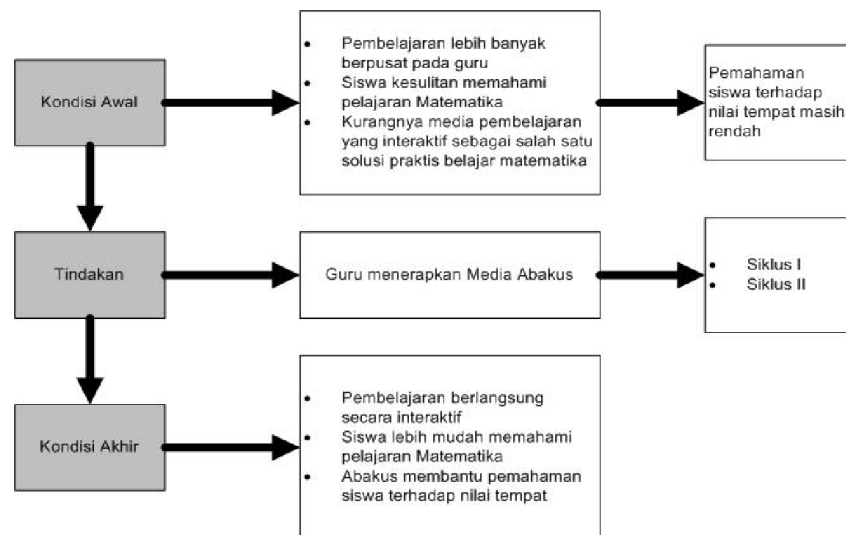 Kondisi Awal
• Pembelajaran lebih banyak
berpusat pada guru
• Siswa kesulitan memahami
pelajaran Matematika
• Kurangnya media pembelajaran
yang interaktif sebagai salah satu
solusi praktis belajar matematika
Pemahaman
siswa terhadap
nilai tempat masih
rendah
Tindakan
Guru menerapkan Media Abakus
• Siklus I
• Siklus II
Kondisi Akhir
• Pembelajaran berlangsung
secara interaktif
• Siswa lebih mudah memahami
pelajaran Matematika
• Abakus membantu pemahaman
siswa terhadap nilai tempat